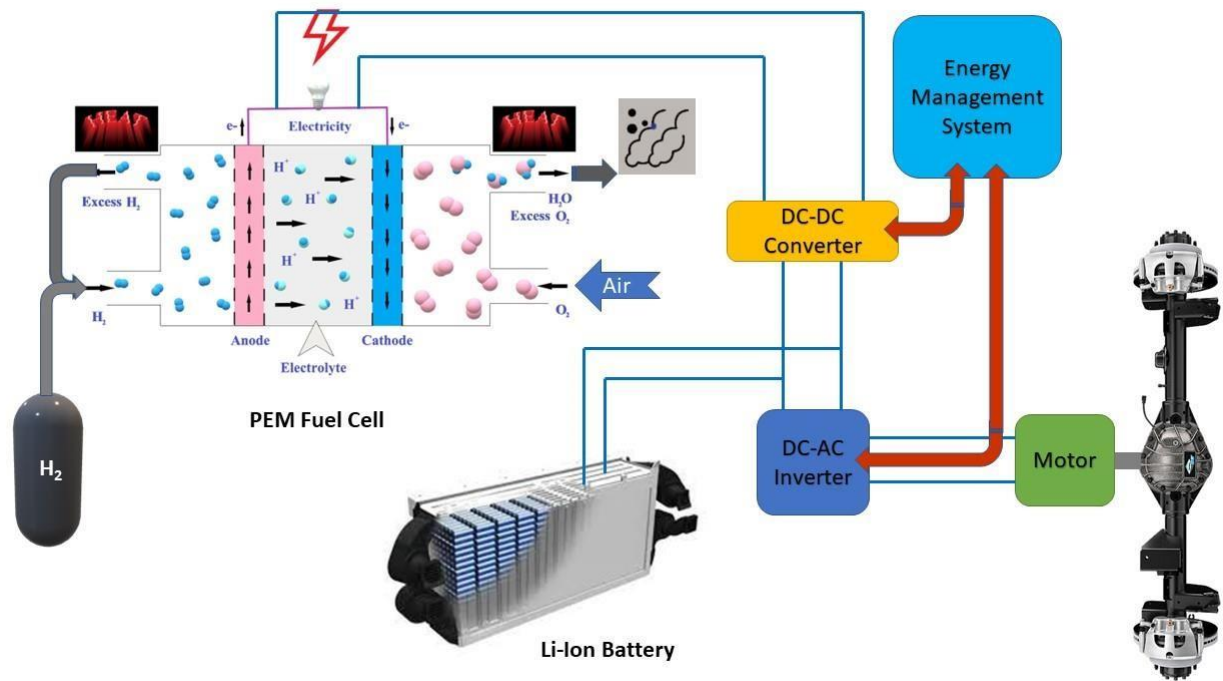 HEAT
e-
Electricity
e-
HEAT
Energy
Management
System
H⁺
H⁺
Excess H₂
H₂O
Excess O₂
DC-DC
Converter
H⁺
Air
H⁺
H₂
O₂
Anode
Cathode
Electrolyte
PEM Fuel Cell
H₂
DC-AC
Inverter
Motor
Li-Ion Battery